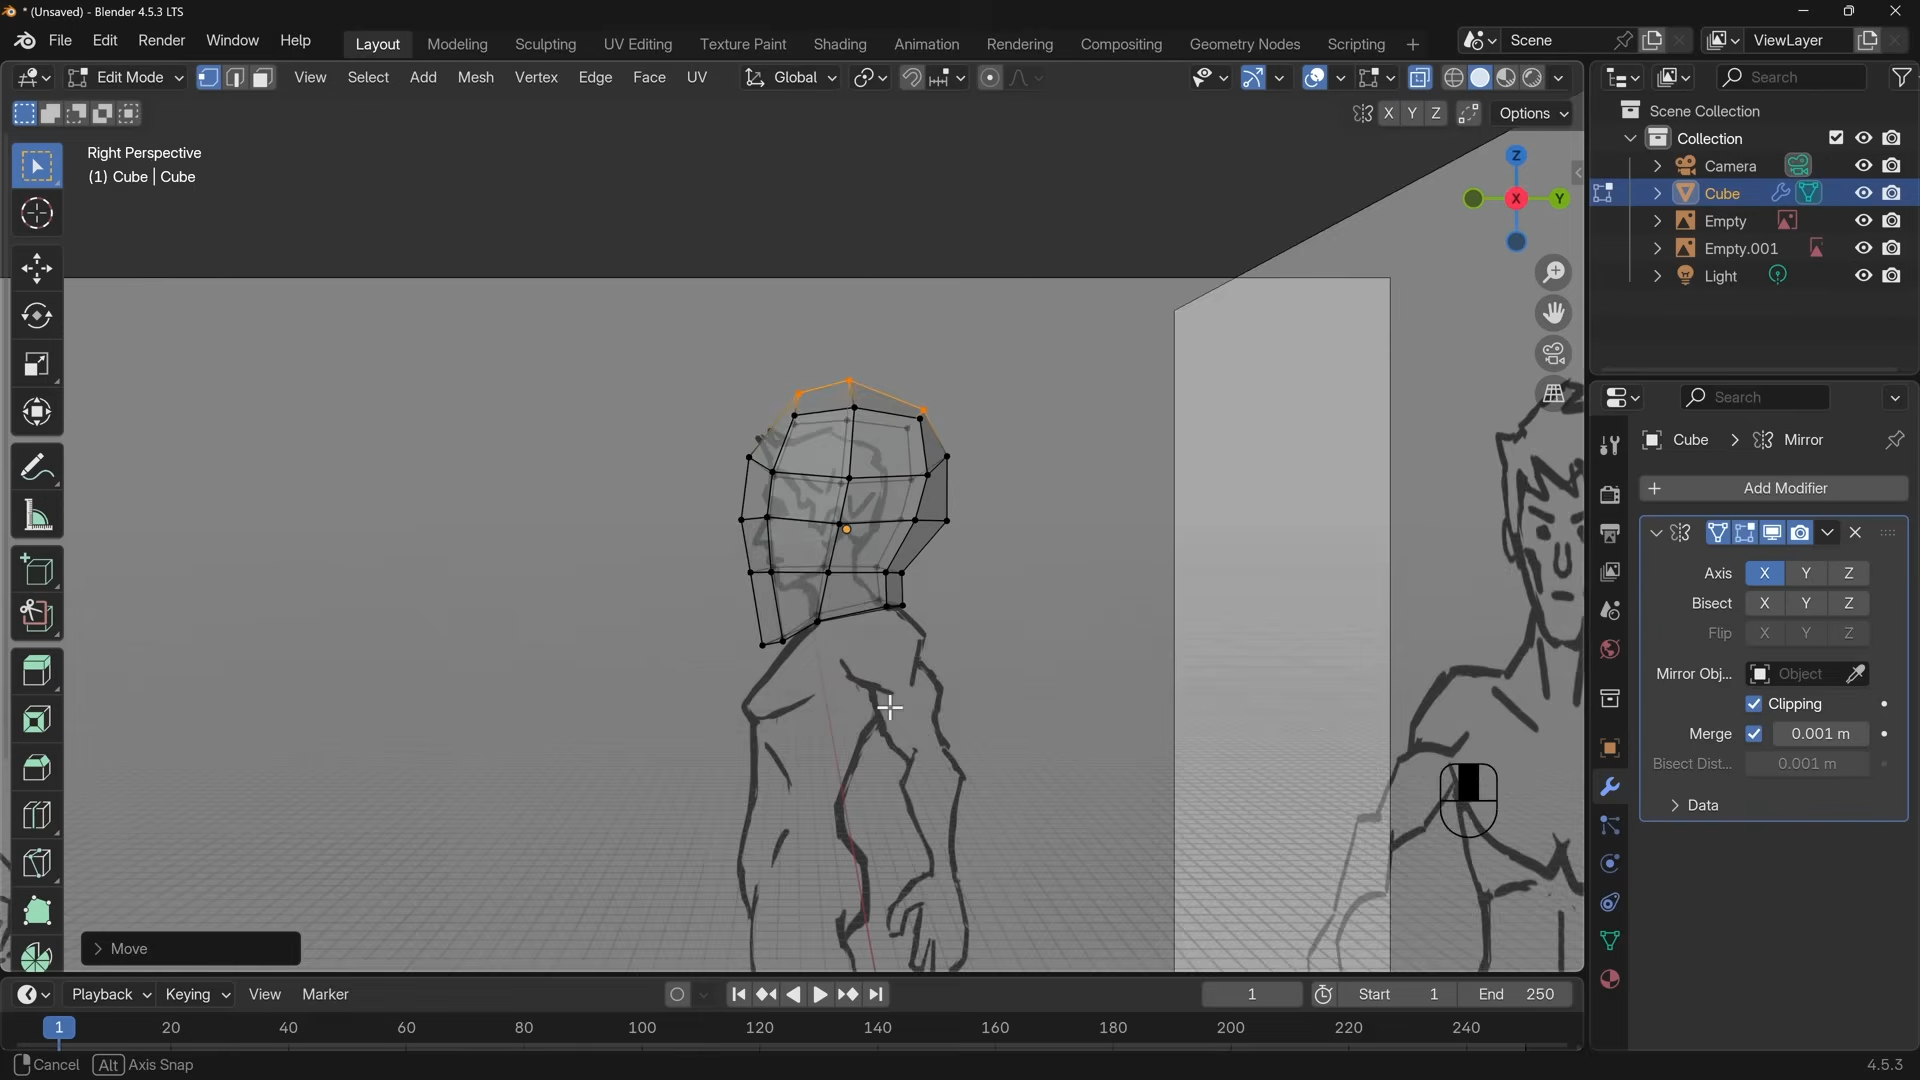 * (Unsaved) - Blender 4.5.3 LTS
File Edit Render Window Help Layout Modeling Sculpting UV Editing Texture Paint Shading Animation Rendering Compositing Geometry Nodes Scripting + Scene ViewLayer
Edit Mode View Select Add Mesh Vertex Edge Face UV Global Search
X Y Z Options
Right Perspective
(1) Cube | Cube
Z
X
Y
Scene Collection
Collection
Camera
Cube
Empty
Empty.001
Light
Search
Cube > Mirror
+ Add Modifier
Axis X Y Z
Bisect X Y Z
Flip X Y Z
Mirror Obj... Object
Clipping
Merge 0.001 m
Bisect Dist... 0.001 m
> Data
> Move
Playback Keying View Marker 1 Start 1 End 250
1 20 40 60 80 100 120 140 160 180 200 220 240
Cancel Alt Axis Snap 4.5.3